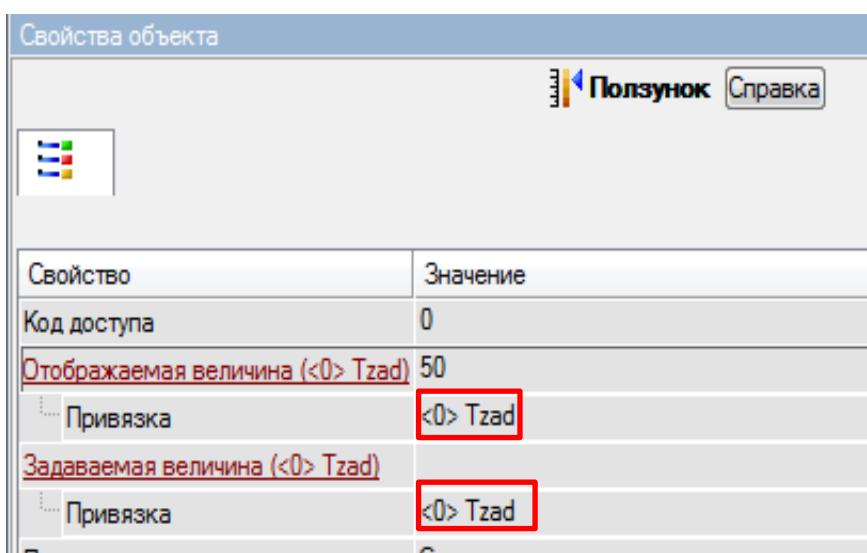 Свойства объекта
Ползунок Справка
Свойство Значение
Код доступа 0
Отображаемая величина (<0> Tzad) 50
Привязка <0> Tzad
Задаваемая величина (<0> Tzad)
Привязка <0> Tzad